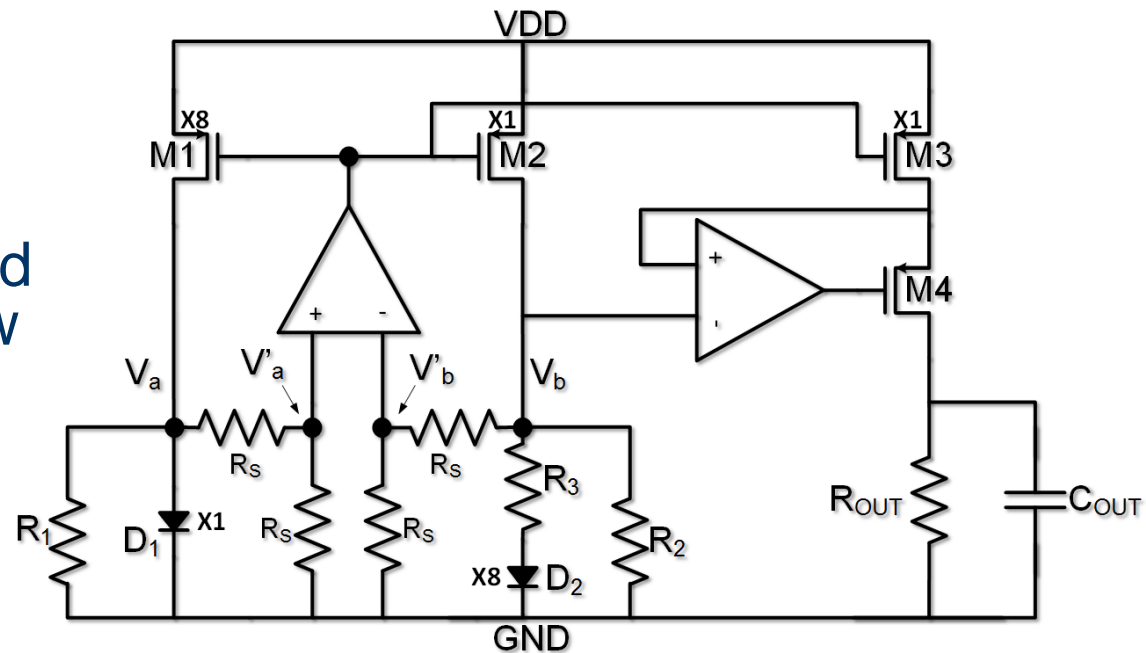 VDD
X8
X1
X1
M1
M2
M3
d
w
+
-
+
-
M4
Va
V'a
V'b
Vb
RS
RS
R3
R1
D1
X1
RS
RS
R2
ROUT
COUT
X8
D2
GND